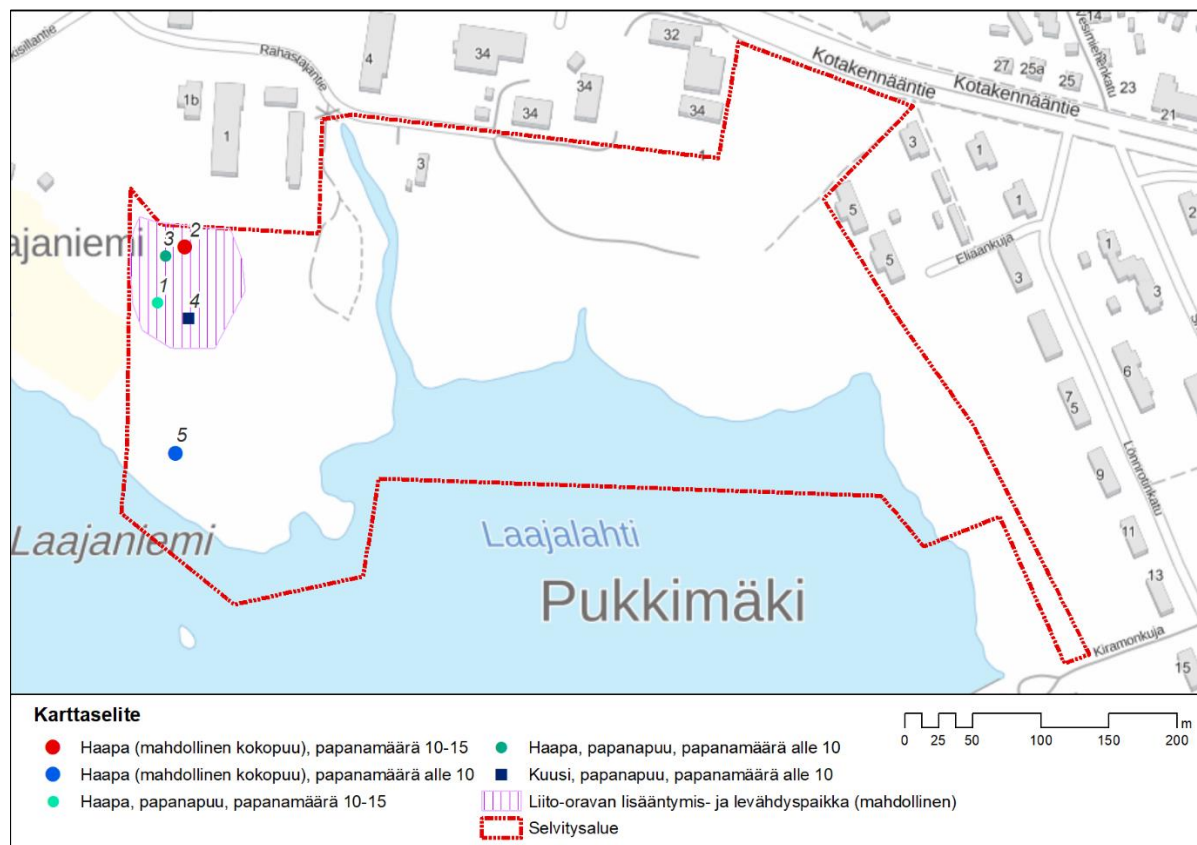 Rahastajantie
4
34
32
Kotakennääntie
Kotakennääntie
27
25a
25
23
14
21
1b
1
34
34
34
3
3
1
1
5
5
Eliaankuja
3
1
3
2
3
1
4
ajaniemi
6
7
5
9
Lönnrotinkatu
11
13
5
Laajaniemi
Laajalahti
Pukkimäki
Kiramonkuja
15
Karttaselite
Haapa (mahdollinen kokopuu), papanamäärä 10-15
Haapa (mahdollinen kokopuu), papanamäärä alle 10
Haapa, papanapuu, papanamäärä 10-15
Haapa, papanapuu, papanamäärä alle 10
Kuusi, papanapuu, papanamäärä alle 10
Liito-oravan lisääntymis- ja levähdyspaikka (mahdollinen)
Selvitysalue
0 25 50 100 150 200 m